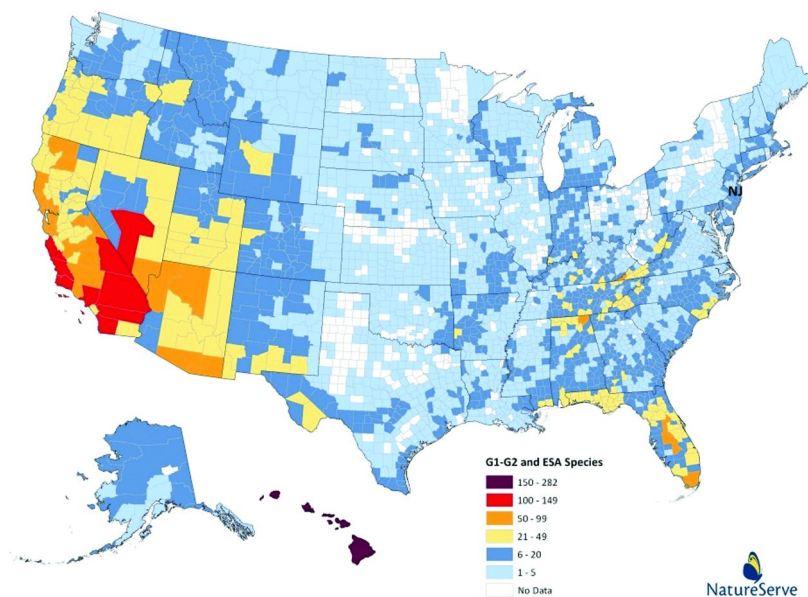 NJ
G1-G2 and ESA Species
150 - 282
100 - 149
50 - 99
21 - 49
6 - 20
1 - 5
No Data
NatureServe